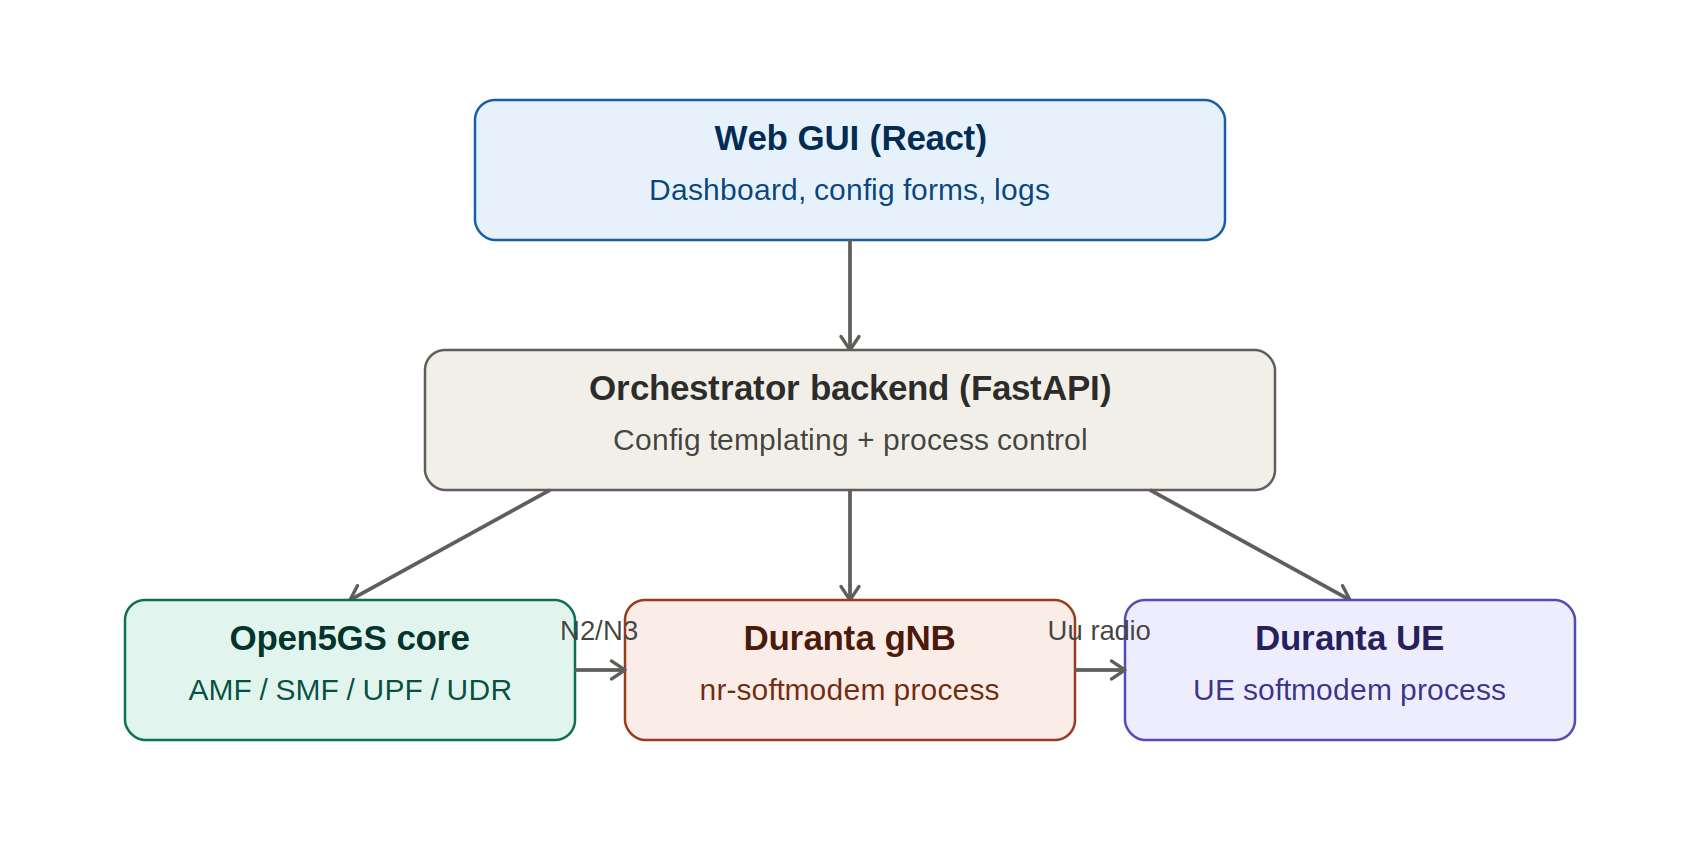 Web GUI (React)
Dashboard, config forms, logs
Orchestrator backend (FastAPI)
Config templating + process control
Open5GS core
AMF / SMF / UPF / UDR
N2/N3
Duranta gNB
nr-softmodem process
Uu radio
Duranta UE
UE softmodem process